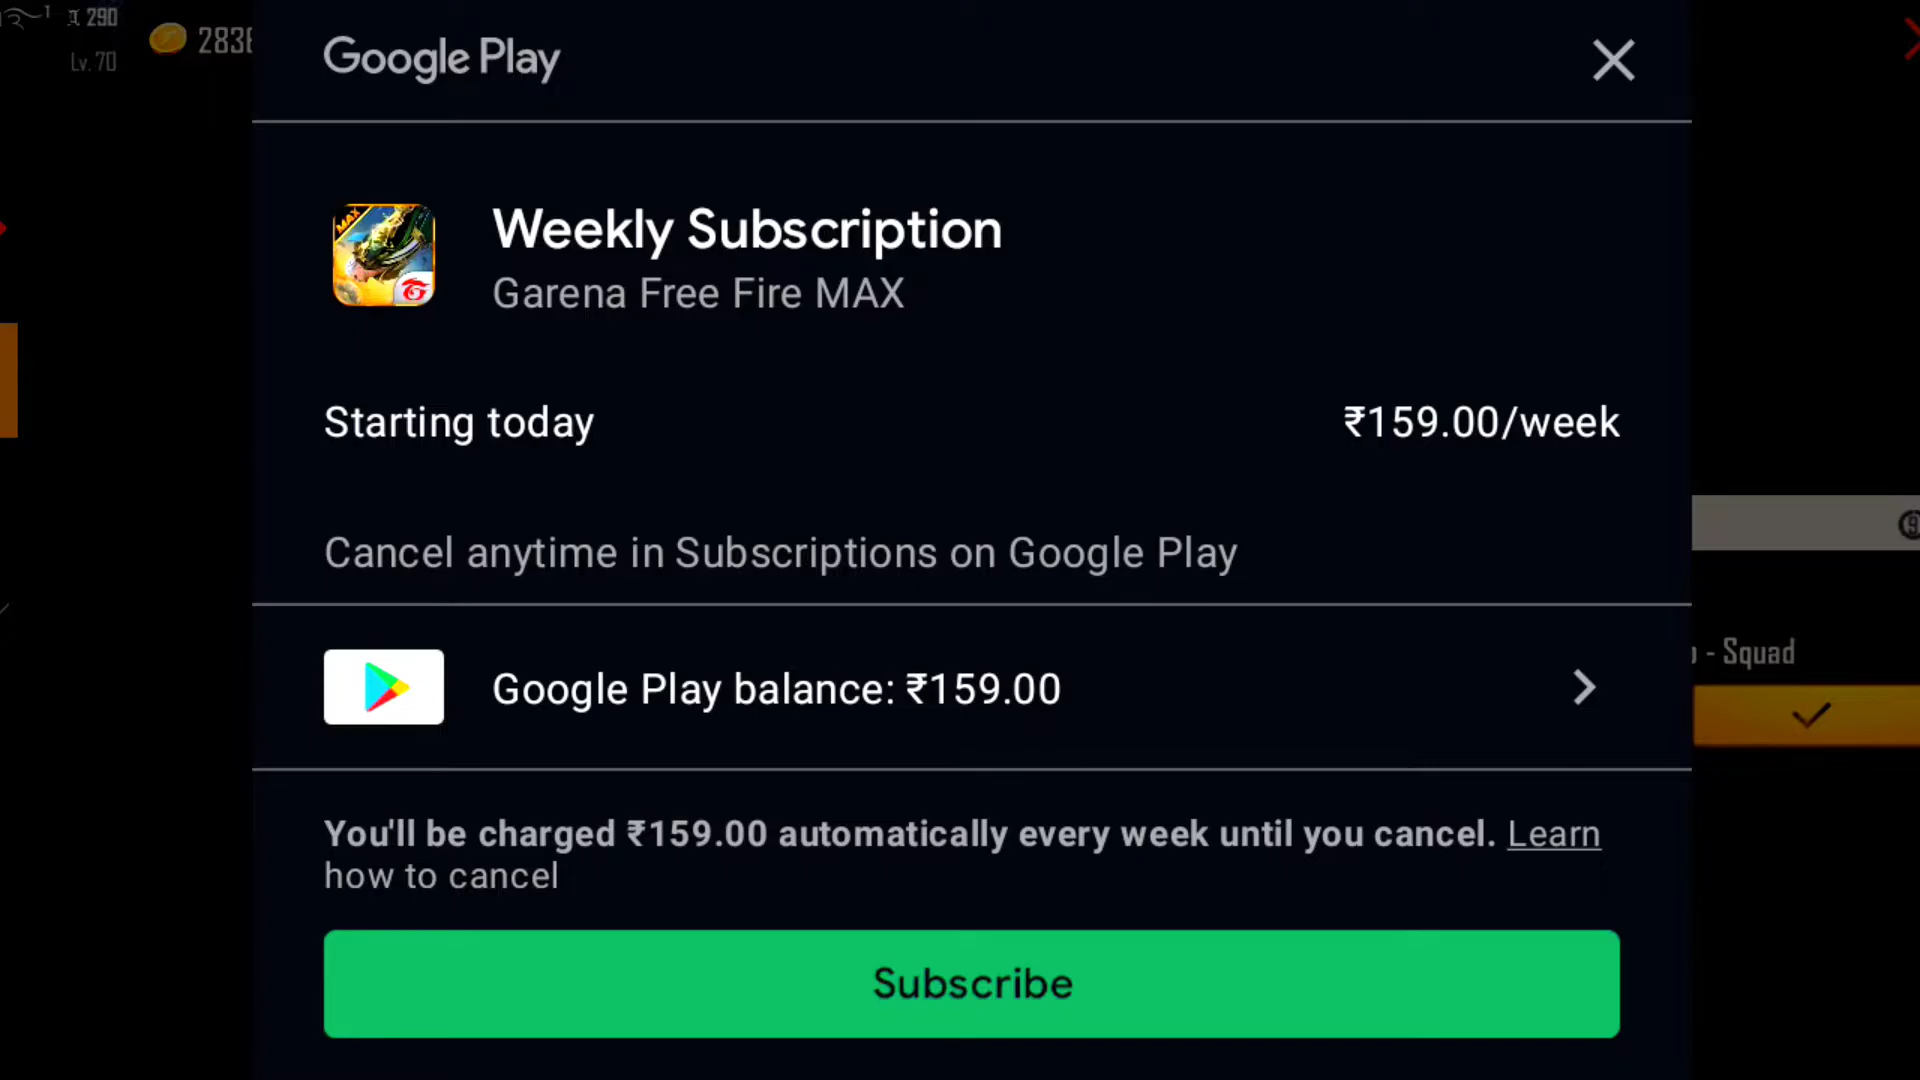 290
Lv. 70
Google Play
Weekly Subscription
Garena Free Fire MAX
MAX
Starting today
₹159.00/week
Cancel anytime in Subscriptions on Google Play
Google Play balance: ₹159.00
- Squad
You'll be charged ₹159.00 automatically every week until you cancel. Learn
how to cancel
Subscribe